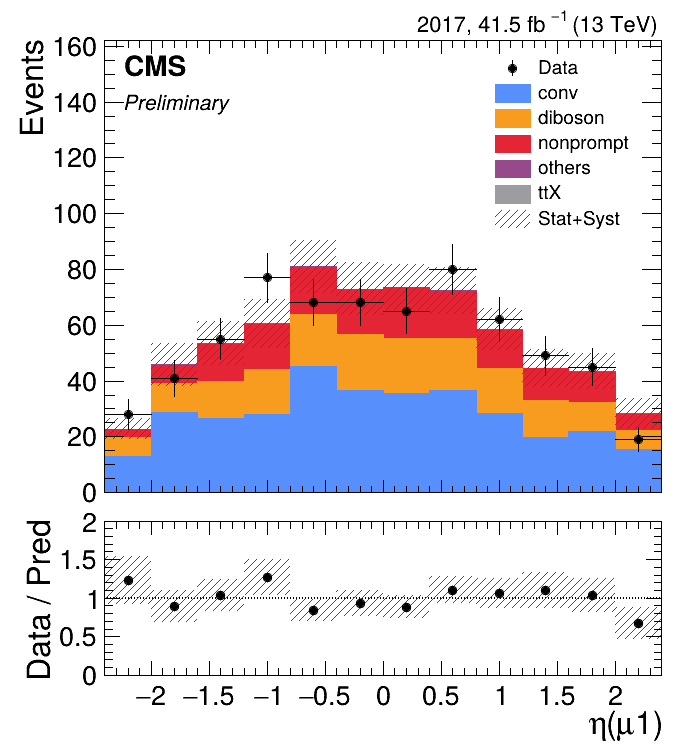 2017, 41.5 fb⁻¹ (13 TeV)
CMS
Preliminary
Data
conv
diboson
nonprompt
others
ttX
Stat+Syst
Events
160
140
120
100
80
60
40
20
0
Data / Pred
2
1.5
1
0.5
0
−2 −1.5 −1 −0.5 0 0.5 1 1.5 2
η(μ1)